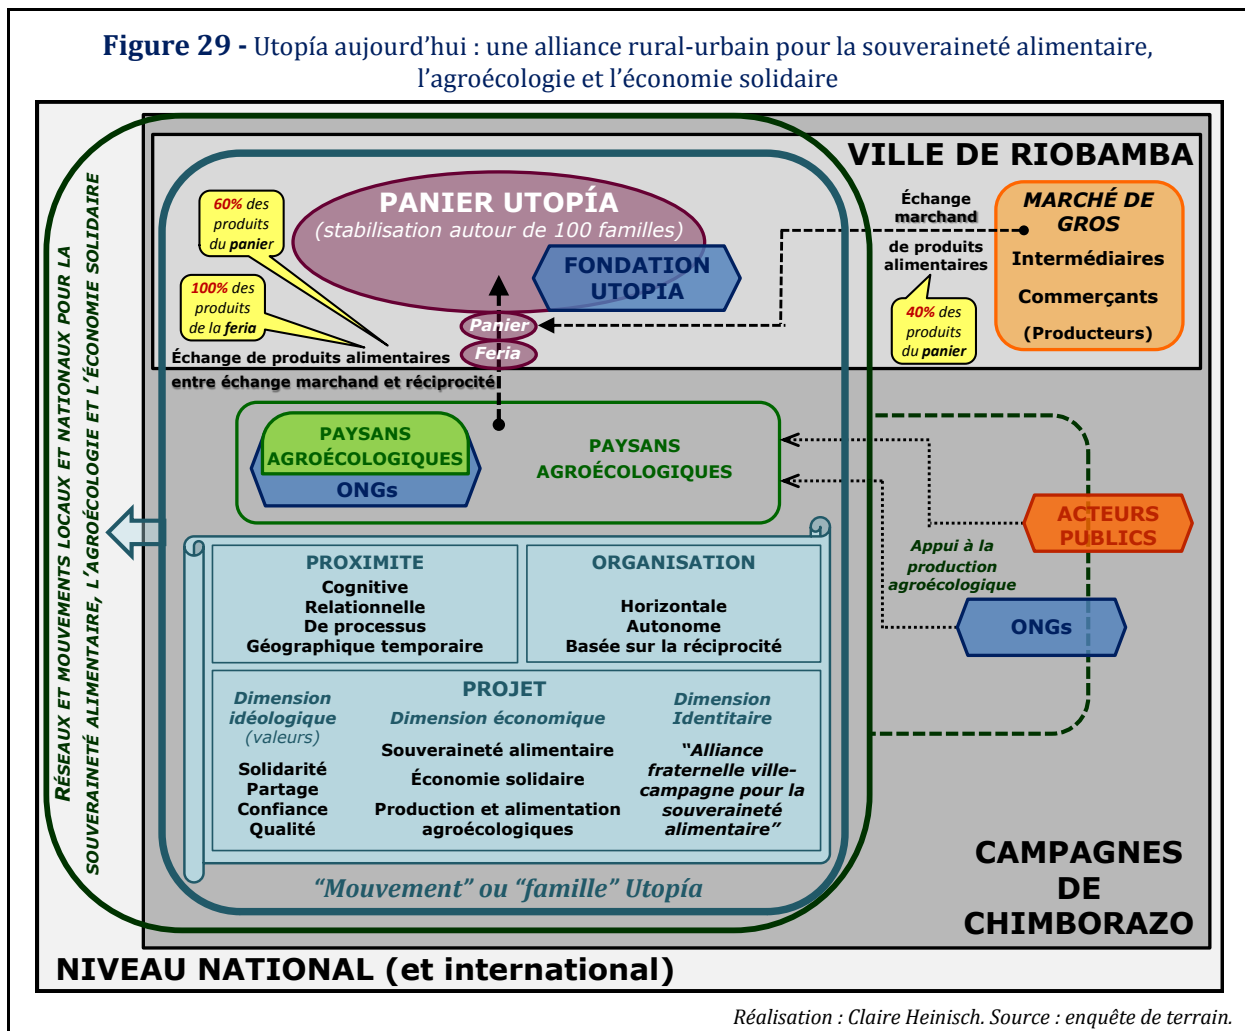 Figure 29 - Utopía aujourd’hui : une alliance rural-urbain pour la souveraineté alimentaire,
l’agroécologie et l’économie solidaire
RÉSEAUX ET MOUVEMENTS LOCAUX ET NATIONAUX POUR LA
SOUVERAINETÉ ALIMENTAIRE, L’AGROÉCOLOGIE ET L’ÉCONOMIE SOLIDAIRE
VILLE DE RIOBAMBA
PANIER UTOPÍA
(stabilisation autour de 100 familles)
FONDATION
UTOPIA
Panier
Feria
60% des
produits
du panier
100% des
produits
de la feria
Échange de produits alimentaires
entre échange marchand et réciprocité
Échange
marchand
de produits
alimentaires
40% des
produits
du panier
MARCHÉ DE
GROS
Intermédiaires
Commerçants
(Producteurs)
PAYSANS
AGROÉCOLOGIQUES
ONGs
PAYSANS
AGROÉCOLOGIQUES
ACTEURS
PUBLICS
Appui à la
production
agroécologique
ONGs
PROXIMITE
Cognitive
Relationnelle
De processus
Géographique temporaire
ORGANISATION
Horizontale
Autonome
Basée sur la réciprocité
PROJET
Dimension
idéologique
(valeurs)
Solidarité
Partage
Confiance
Qualité
Dimension économique
Souveraineté alimentaire
Économie solidaire
Production et alimentation
agroécologiques
Dimension
Identitaire
“Alliance
fraternelle ville-
campagne pour la
souveraineté
alimentaire”
“Mouvement” ou “famille” Utopía
CAMPAGNES
DE
CHIMBORAZO
NIVEAU NATIONAL (et international)
Réalisation : Claire Heinisch. Source : enquête de terrain.